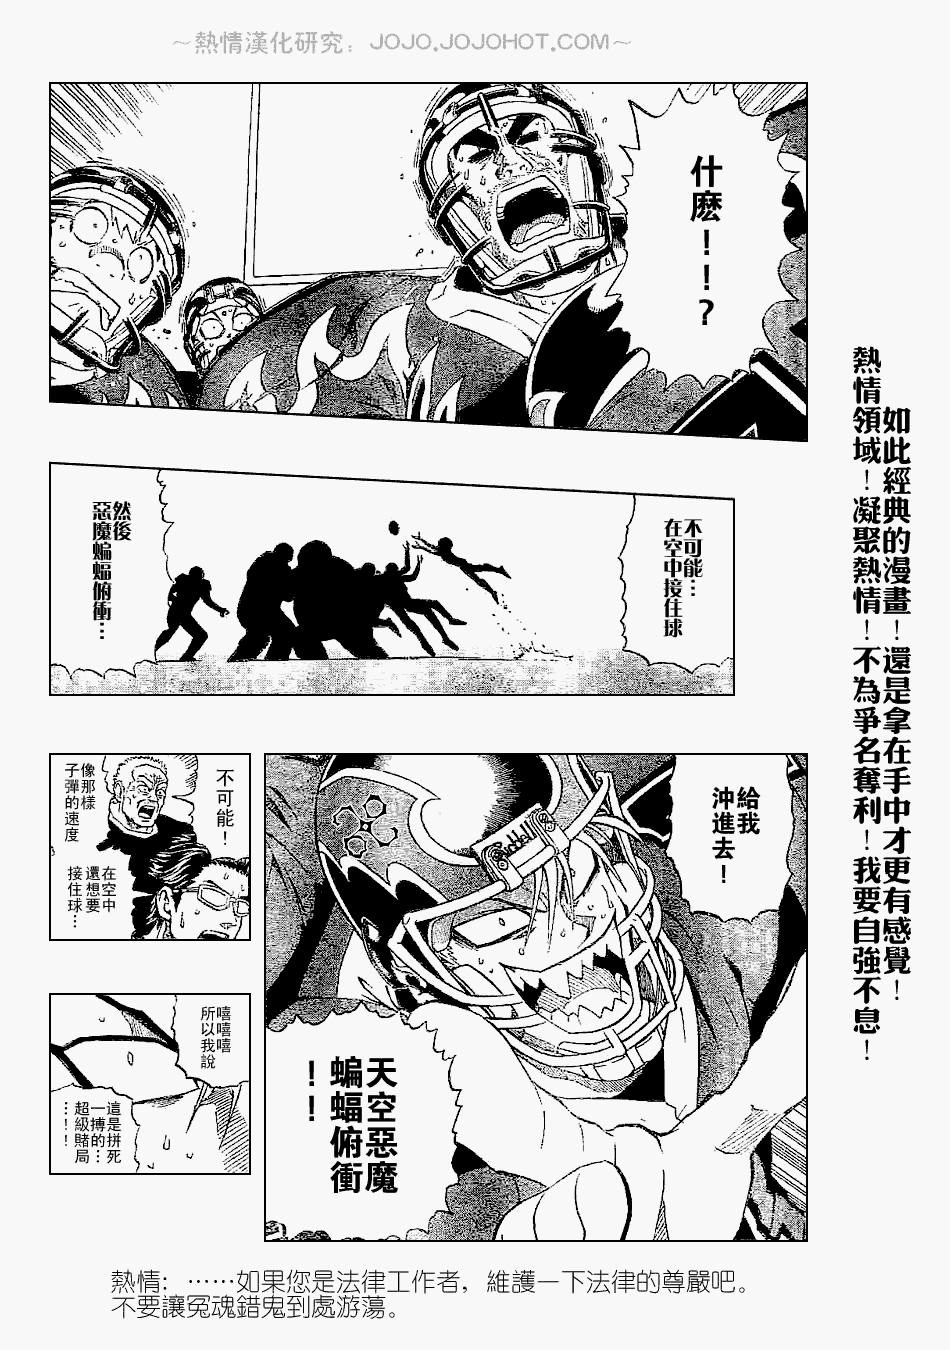 ～熱情漢化研究：JOJO.JOJOHOT.COM～
什麼！！？
不可能…
在空中接住球
然後
惡魔蝙蝠俯衝…
給我
沖進去！
Riddell
天空惡魔
蝙蝠俯衝
！！
不可能！
像那樣
子彈的速度
在空中
還想要
接住球…
嘻嘻嘻
所以我說
這是拼死
一搏的…
超級賭局
…！！
如此經典的漫畫！還是拿在手中才更有感覺！
熱情領域！凝聚熱情！不為爭名奪利！我要自強不息！
熱情：……如果您是法律工作者，維護一下法律的尊嚴吧。
不要讓冤魂錯鬼到處游蕩。